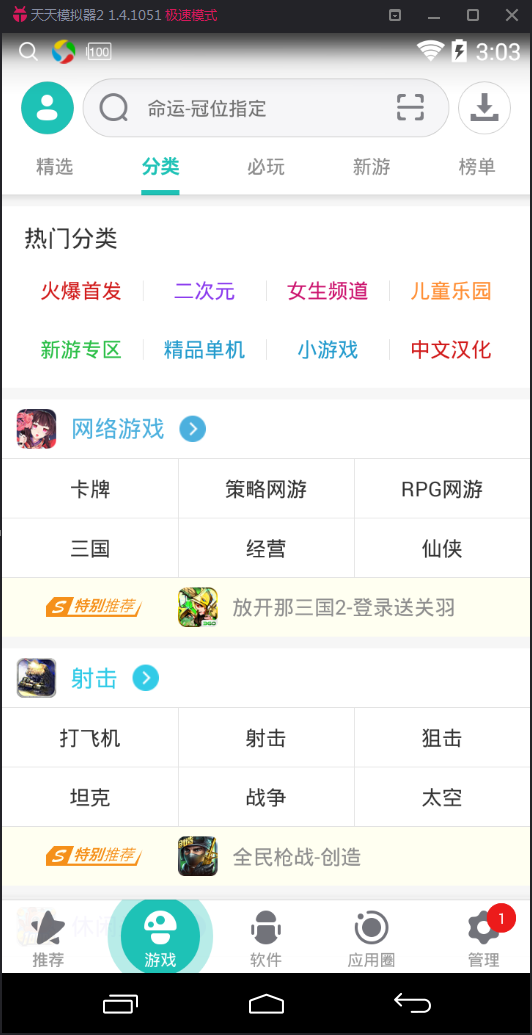 天天模拟器2 1.4.1051 极速模式
100 3:03
命运-冠位指定
精选 分类 必玩 新游 榜单
热门分类
火爆首发 二次元 女生频道 儿童乐园
新游专区 精品单机 小游戏 中文汉化
网络游戏
卡牌 策略网游 RPG网游
三国 经营 仙侠
S 特别推荐 放开那三国2-登录送关羽
射击
打飞机 射击 狙击
坦克 战争 太空
S 特别推荐 全民枪战-创造
休闲
1
推荐 游戏 软件 应用圈 管理